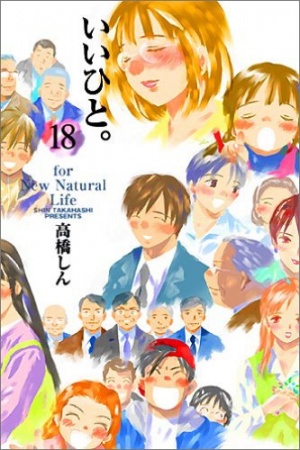 いいひと。
18
for
New Natural
Life
SHIN TAKAHASHI
PRESENTS
高橋しん